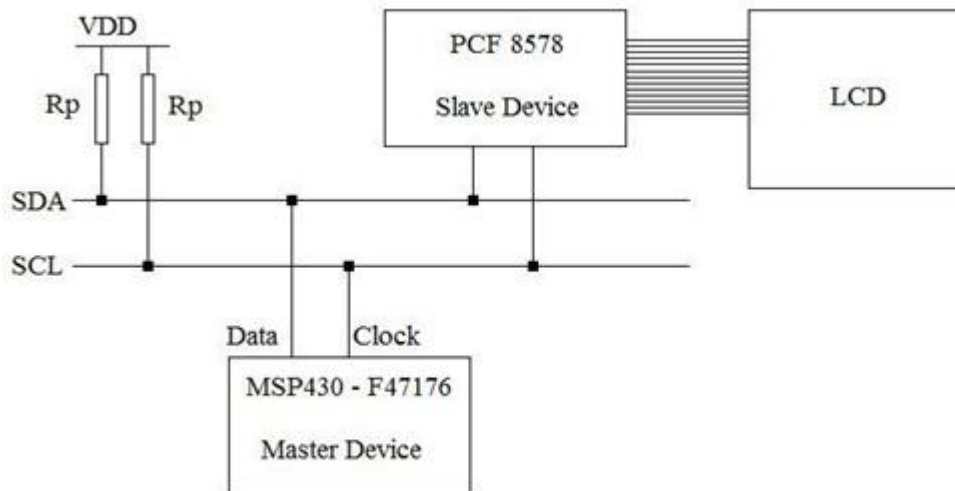 VDD
Rp
Rp
PCF 8578
Slave Device
LCD
SDA
SCL
Data
Clock
MSP430 - F47176
Master Device